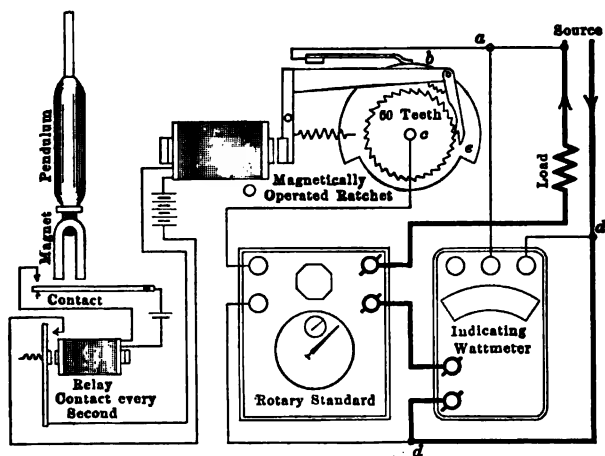 Source
a
b
60 Teeth
c
e
Pendulum
Magnetically
Operated Ratchet
Load
Magnet
d
Contact
Indicating
Wattmeter
Relay
Contact every
Second
Rotary Standard
d